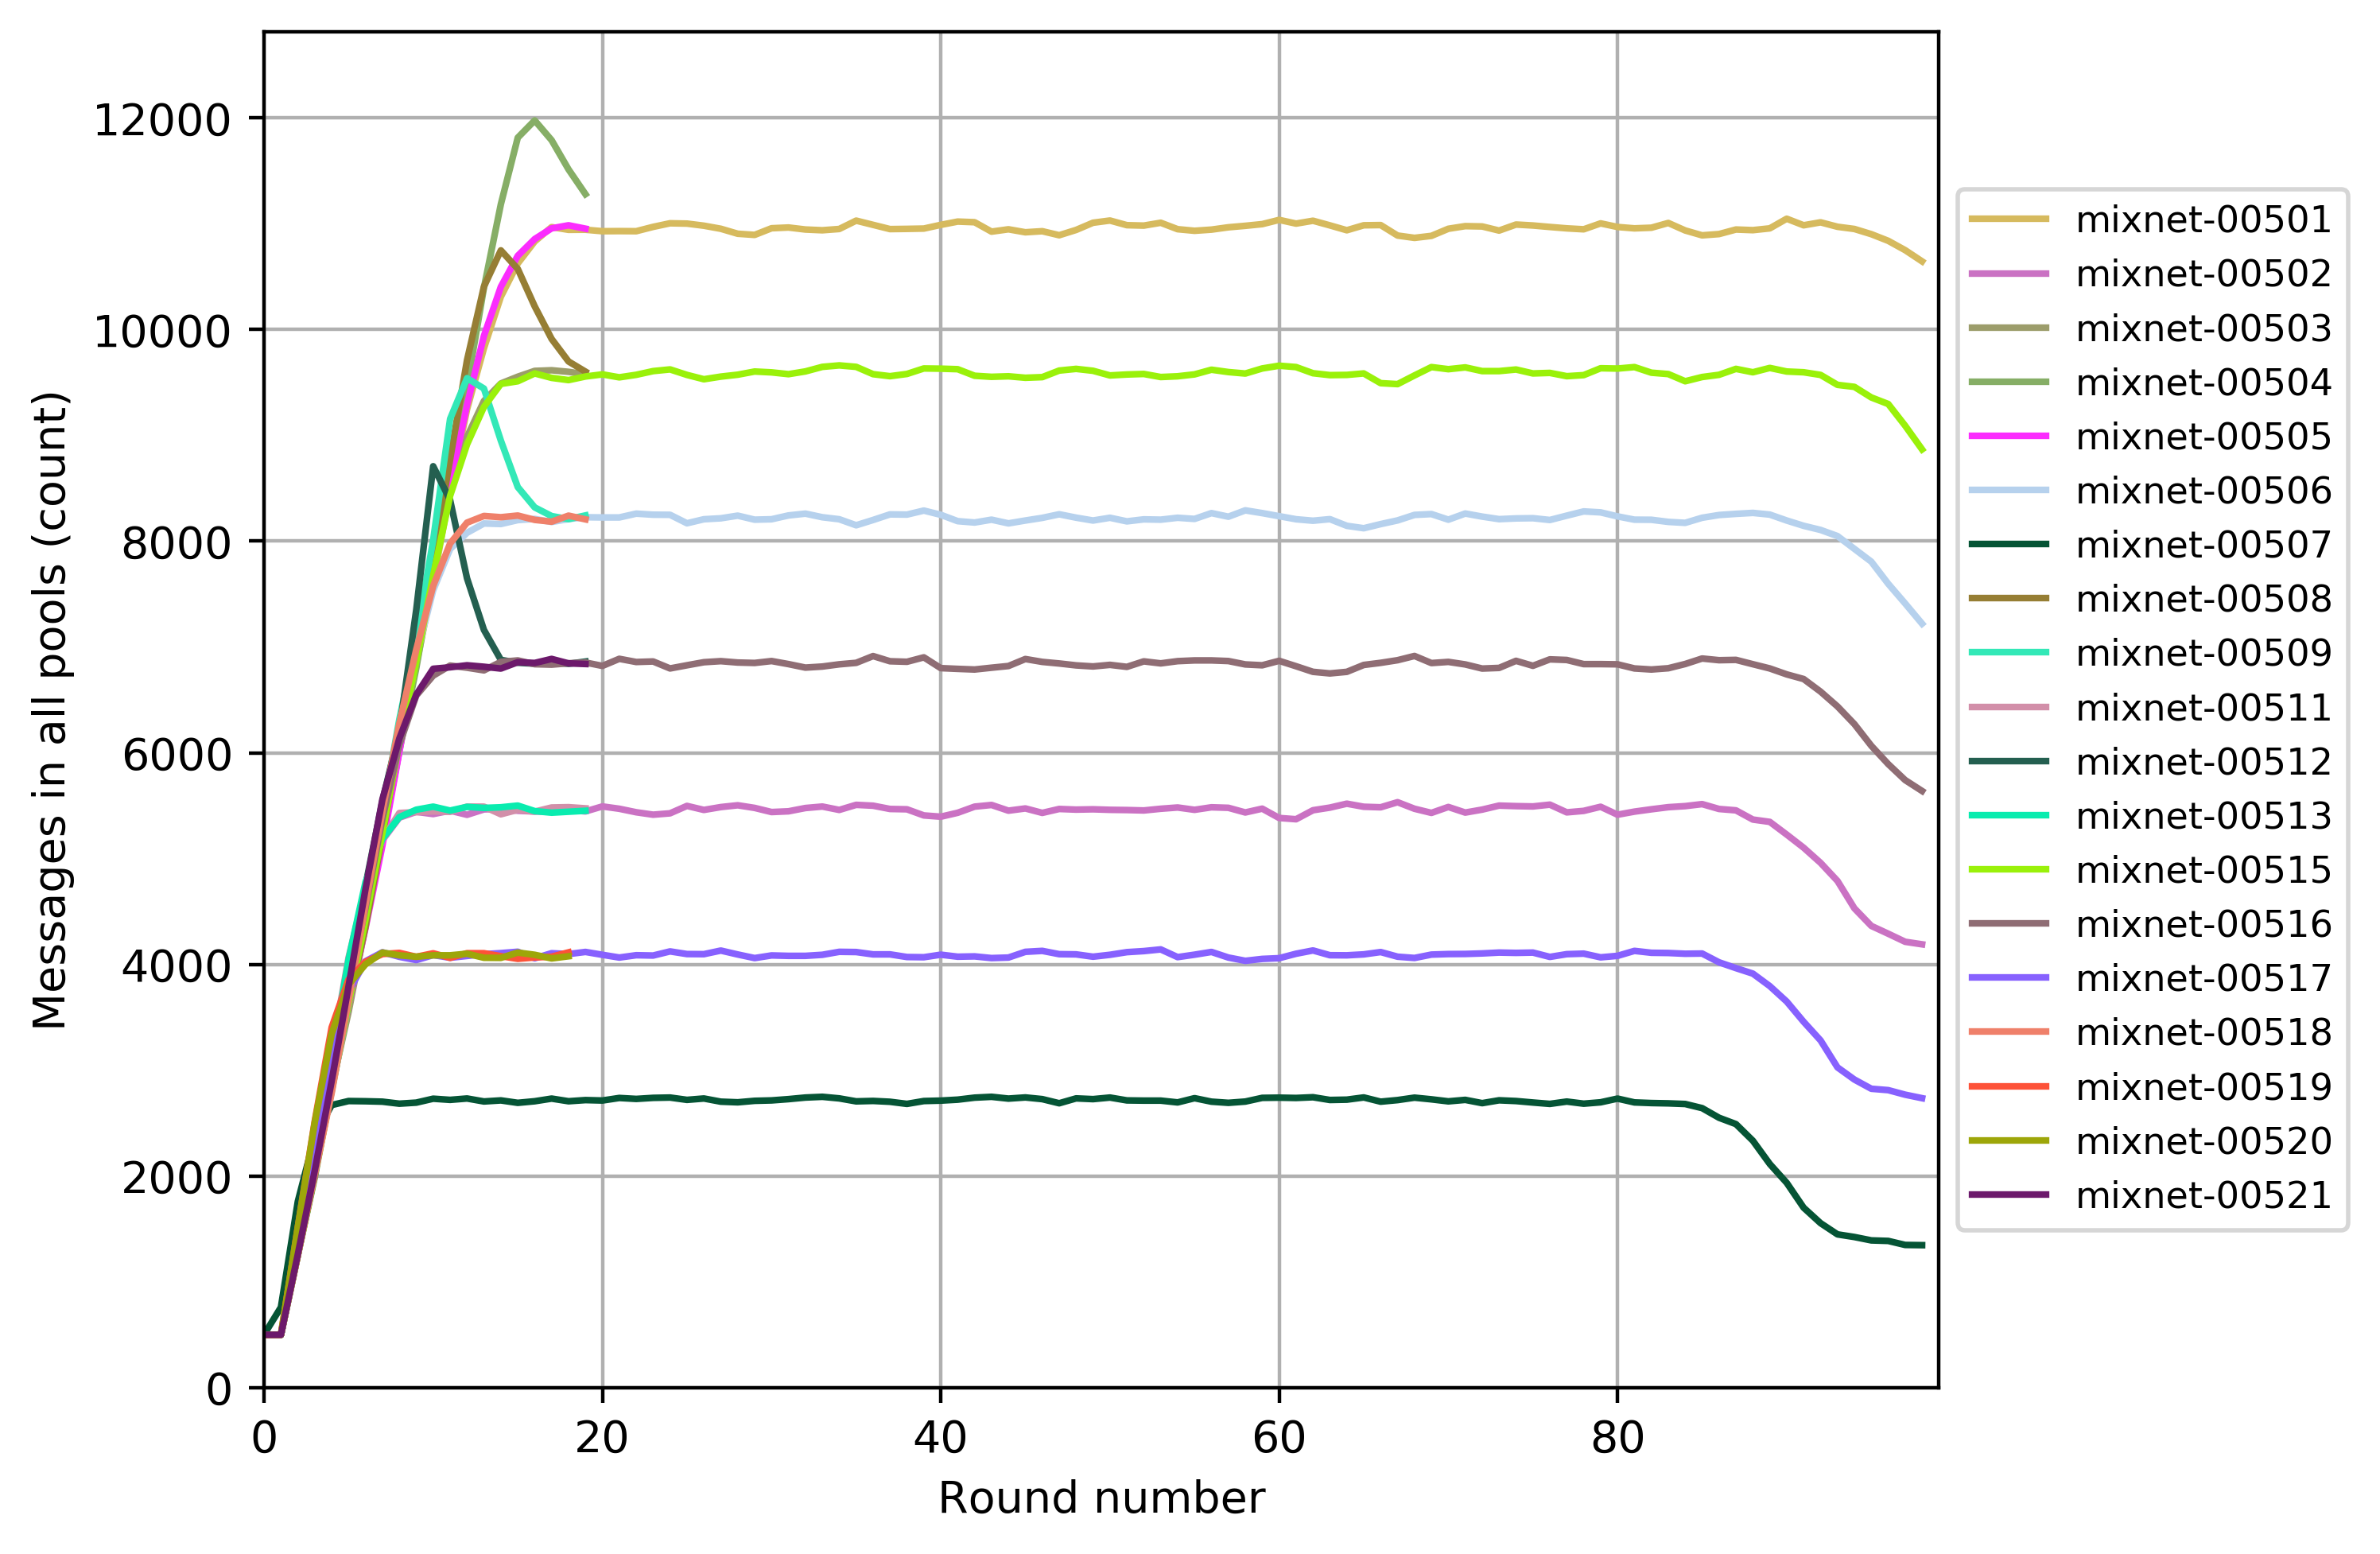 12000
10000
8000
6000
4000
2000
0
Messages in all pools (count)
0 20 40 60 80
Round number
mixnet-00501
mixnet-00502
mixnet-00503
mixnet-00504
mixnet-00505
mixnet-00506
mixnet-00507
mixnet-00508
mixnet-00509
mixnet-00511
mixnet-00512
mixnet-00513
mixnet-00515
mixnet-00516
mixnet-00517
mixnet-00518
mixnet-00519
mixnet-00520
mixnet-00521